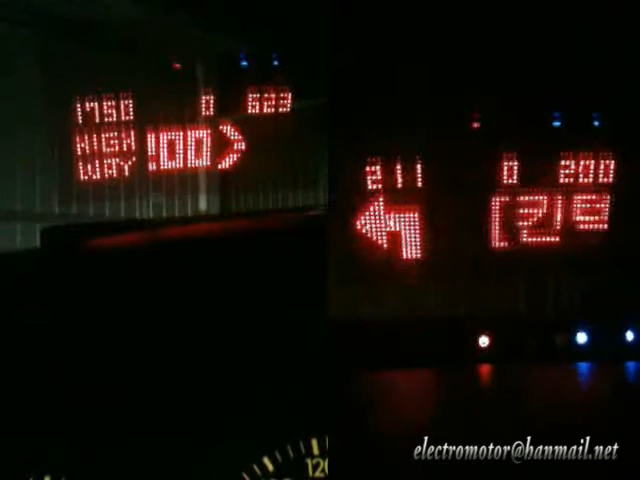 1750 0 623
HIGH
WAY 100
211 0 200
120
electromotor@hanmail.net